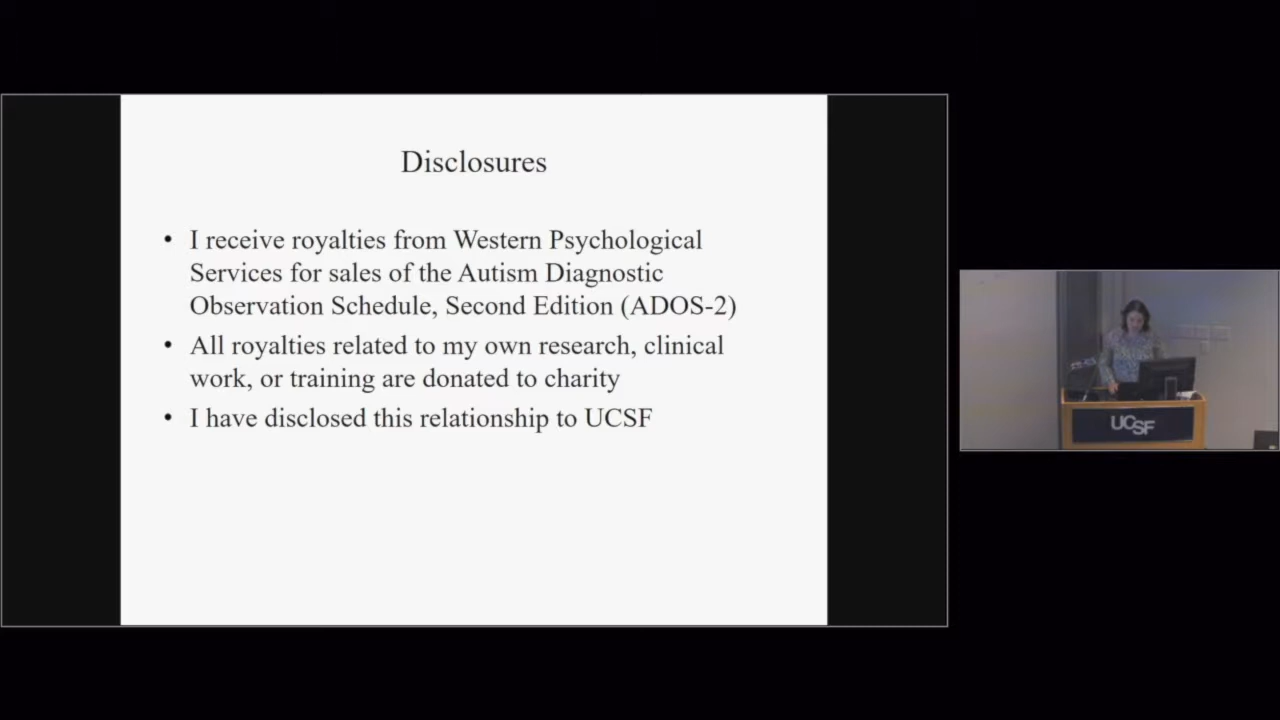 Disclosures
• I receive royalties from Western Psychological
Services for sales of the Autism Diagnostic
Observation Schedule, Second Edition (ADOS-2)
• All royalties related to my own research, clinical
work, or training are donated to charity
• I have disclosed this relationship to UCSF
UCSF